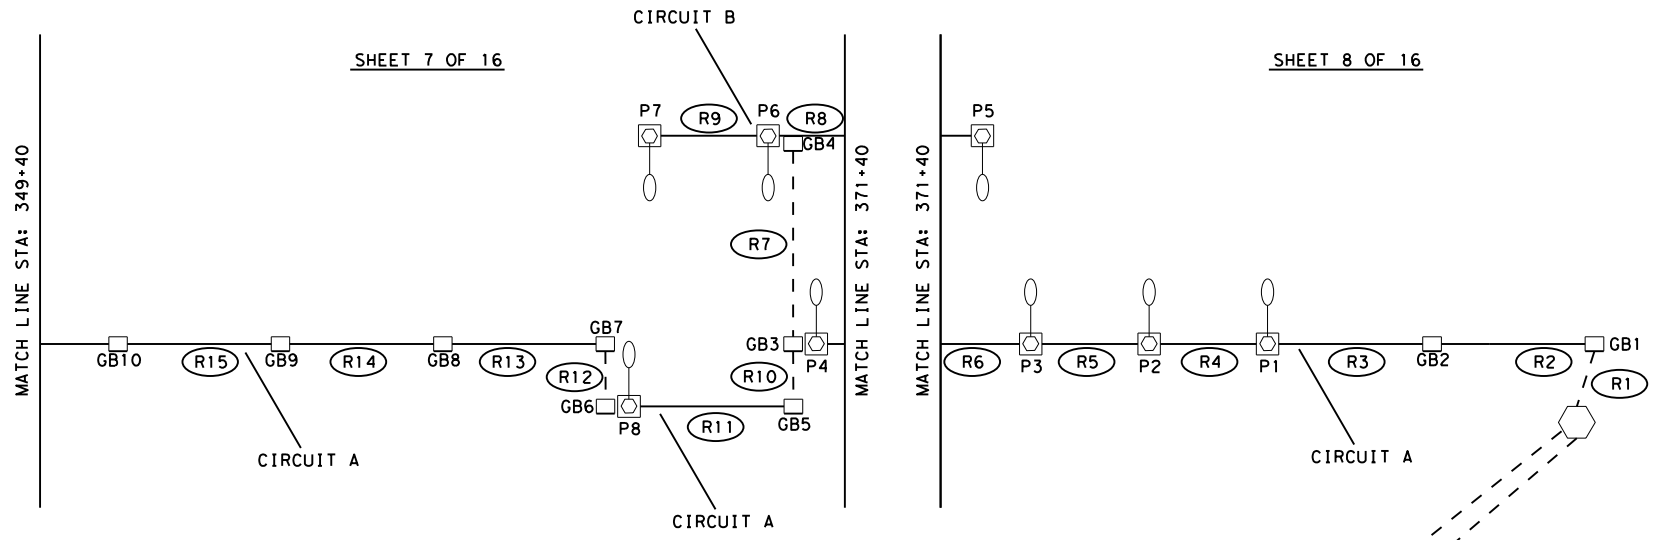 CIRCUIT B
SHEET 7 OF 16
SHEET 8 OF 16
P7
R9
P6
R8
P5
GB4
MATCH LINE STA: 349+40
MATCH LINE STA: 371+40
MATCH LINE STA: 371+40
R7
GB7
GB3
GB1
GB10
R15
GB9
R14
GB8
R13
R12
R10
P4
R6
P3
R5
P2
R4
P1
R3
GB2
R2
R1
GB6
P8
R11
GB5
CIRCUIT A
CIRCUIT A
CIRCUIT A